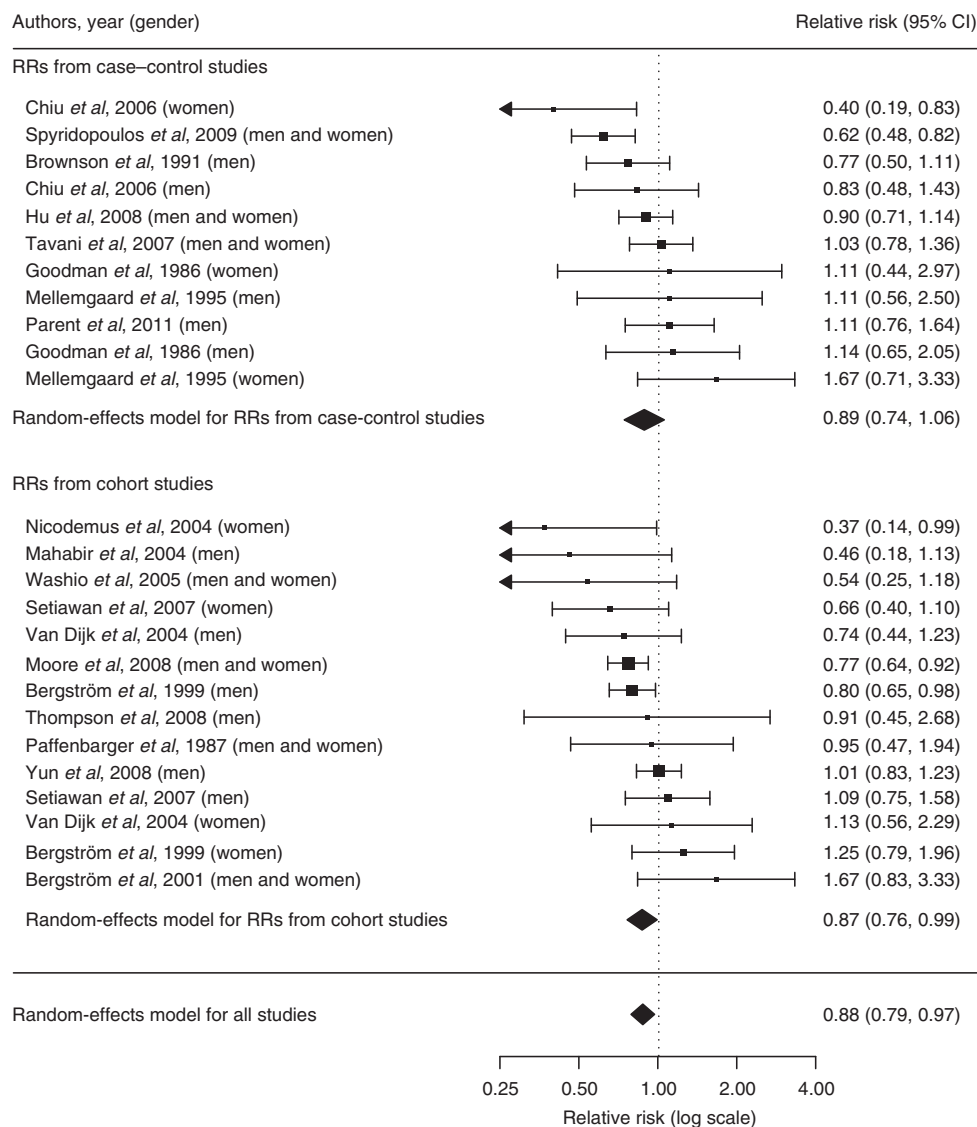 Authors, year (gender) Relative risk (95% CI)
RRs from case–control studies
Chiu et al, 2006 (women) 0.40 (0.19, 0.83)
Spyridopoulos et al, 2009 (men and women) 0.62 (0.48, 0.82)
Brownson et al, 1991 (men) 0.77 (0.50, 1.11)
Chiu et al, 2006 (men) 0.83 (0.48, 1.43)
Hu et al, 2008 (men and women) 0.90 (0.71, 1.14)
Tavani et al, 2007 (men and women) 1.03 (0.78, 1.36)
Goodman et al, 1986 (women) 1.11 (0.44, 2.97)
Mellemgaard et al, 1995 (men) 1.11 (0.56, 2.50)
Parent et al, 2011 (men) 1.11 (0.76, 1.64)
Goodman et al, 1986 (men) 1.14 (0.65, 2.05)
Mellemgaard et al, 1995 (women) 1.67 (0.71, 3.33)
Random-effects model for RRs from case-control studies 0.89 (0.74, 1.06)
RRs from cohort studies
Nicodemus et al, 2004 (women) 0.37 (0.14, 0.99)
Mahabir et al, 2004 (men) 0.46 (0.18, 1.13)
Washio et al, 2005 (men and women) 0.54 (0.25, 1.18)
Setiawan et al, 2007 (women) 0.66 (0.40, 1.10)
Van Dijk et al, 2004 (men) 0.74 (0.44, 1.23)
Moore et al, 2008 (men and women) 0.77 (0.64, 0.92)
Bergström et al, 1999 (men) 0.80 (0.65, 0.98)
Thompson et al, 2008 (men) 0.91 (0.45, 2.68)
Paffenbarger et al, 1987 (men and women) 0.95 (0.47, 1.94)
Yun et al, 2008 (men) 1.01 (0.83, 1.23)
Setiawan et al, 2007 (men) 1.09 (0.75, 1.58)
Van Dijk et al, 2004 (women) 1.13 (0.56, 2.29)
Bergström et al, 1999 (women) 1.25 (0.79, 1.96)
Bergström et al, 2001 (men and women) 1.67 (0.83, 3.33)
Random-effects model for RRs from cohort studies 0.87 (0.76, 0.99)
Random-effects model for all studies 0.88 (0.79, 0.97)
0.25 0.50 1.00 2.00 4.00
Relative risk (log scale)